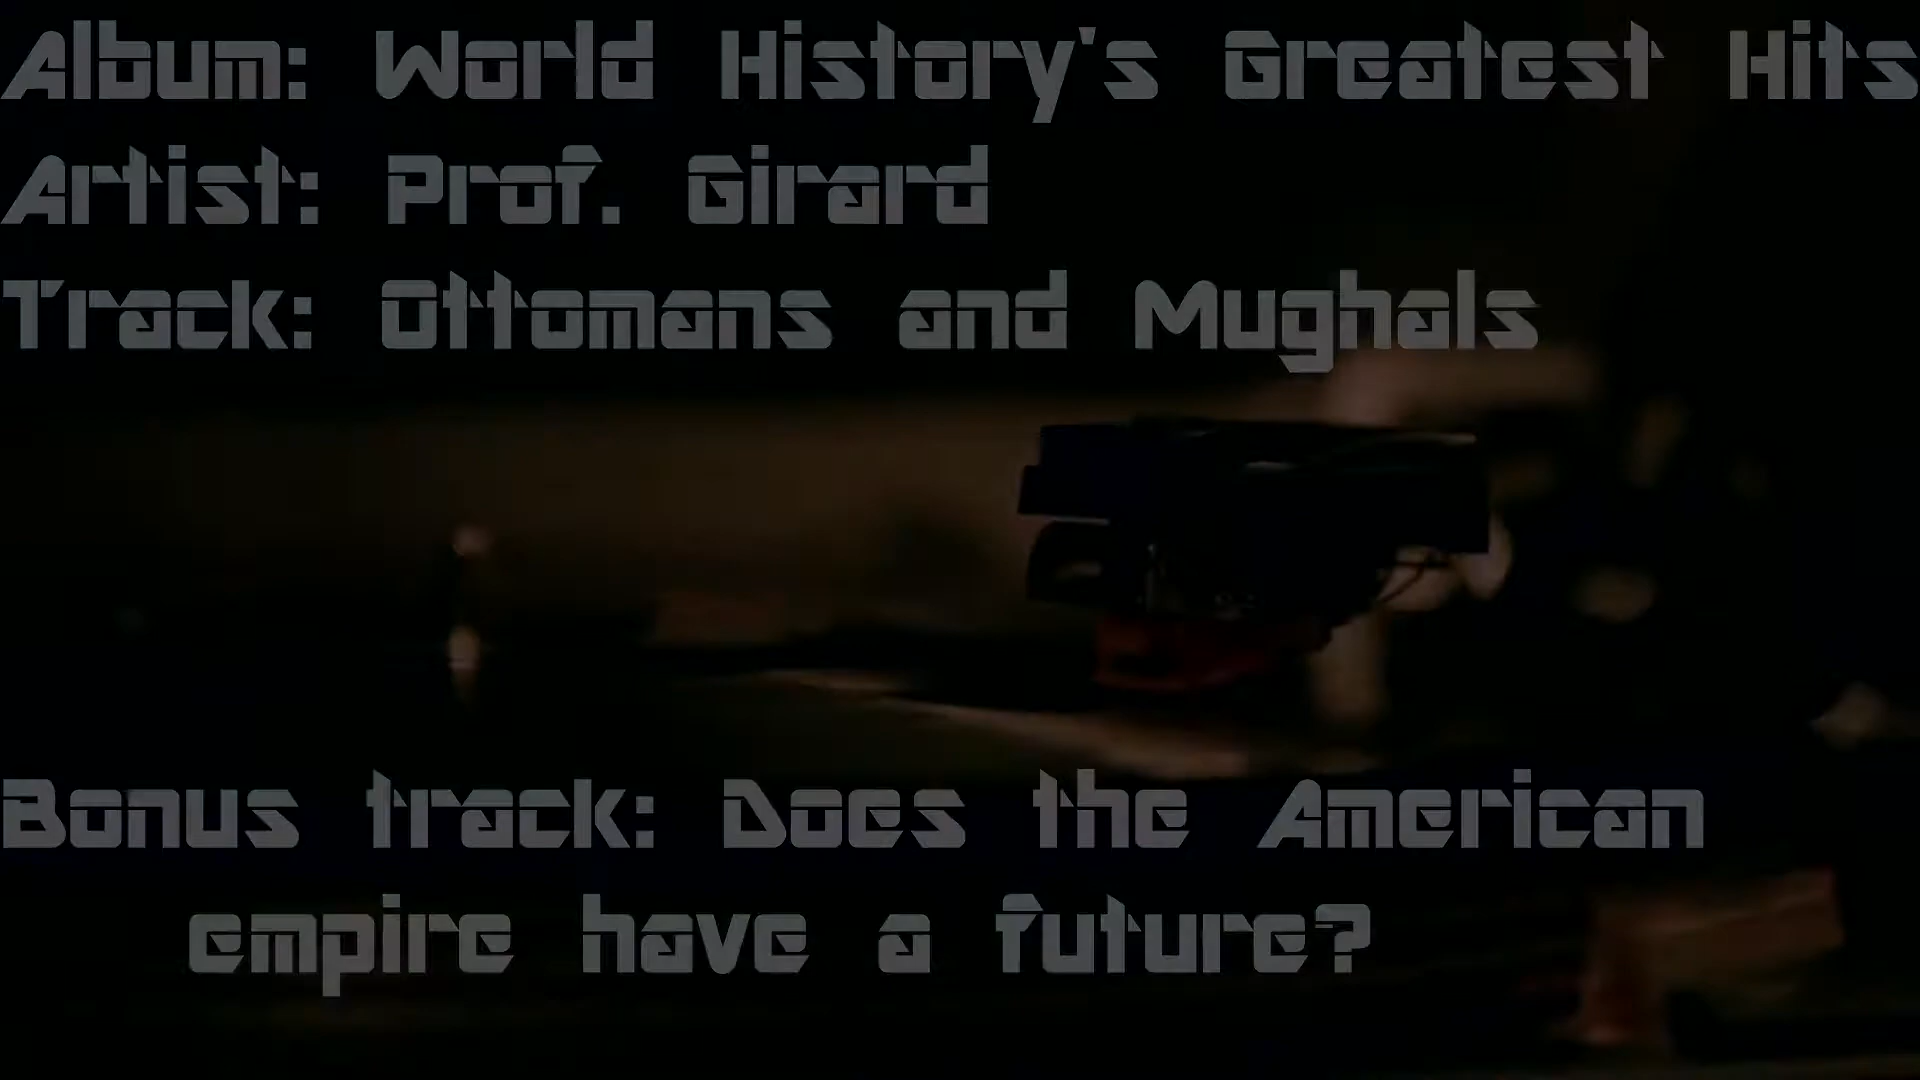 Album: World History's Greatest Hits
Artist: Prof. Girard
Track: Ottomans and Mughals
Bonus track: Does the American
empire have a future?